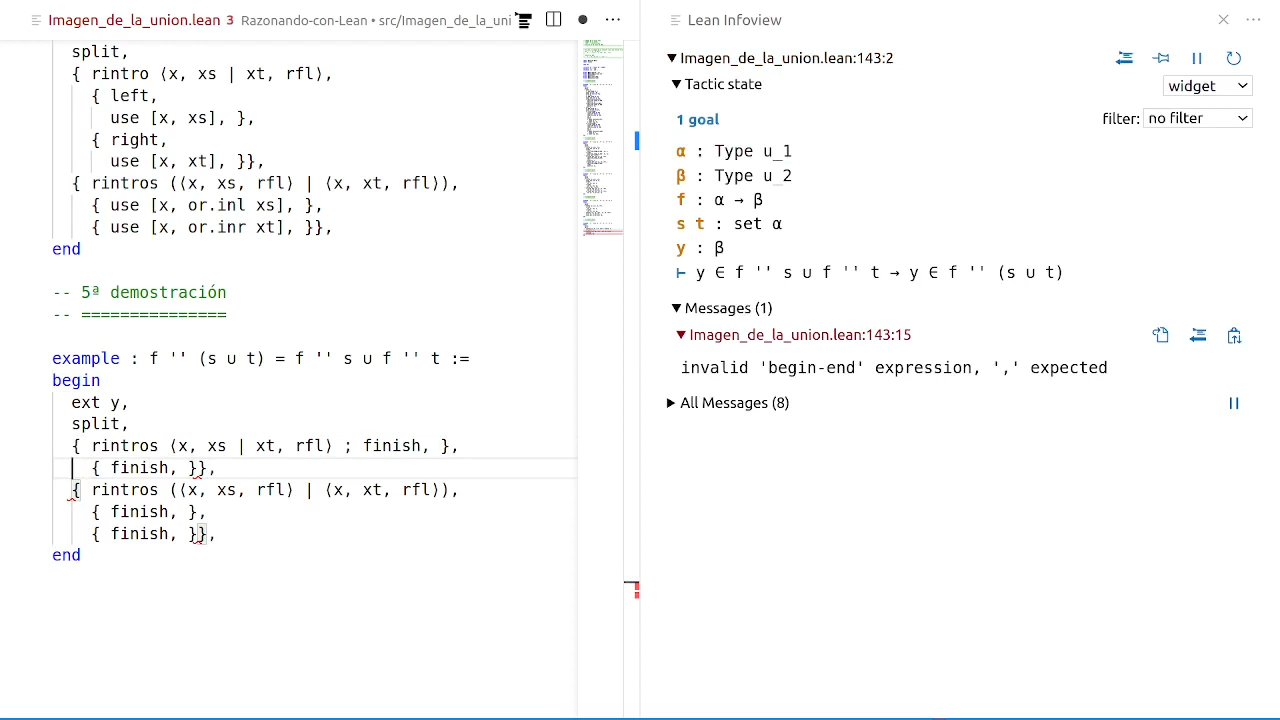 Imagen_de_la_union.lean 3 Razonando-con-Lean • src/Imagen_de_la_uni
split,
{ rintro ⟨x, xs | xt, rfl⟩,
{ left,
use [x, xs], },
{ right,
use [x, xt], }},
{ rintros (⟨x, xs, rfl⟩ | ⟨x, xt, rfl⟩),
{ use [x, or.inl xs], },
{ use [x, or.inr xt], }},
end
-- 5ª demostración
-- ===============
example : f '' (s ∪ t) = f '' s ∪ f '' t :=
begin
ext y,
split,
{ rintros ⟨x, xs | xt, rfl⟩ ; finish, },
{ finish, }},
{ rintros (⟨x, xs, rfl⟩ | ⟨x, xt, rfl⟩),
{ finish, },
{ finish, }},
end
Lean Infoview
Imagen_de_la_union.lean:143:2
Tactic state
widget
1 goal
filter: no filter
α : Type u_1
β : Type u_2
f : α → β
s t : set α
y : β
⊢ y ∈ f '' s ∪ f '' t → y ∈ f '' (s ∪ t)
Messages (1)
Imagen_de_la_union.lean:143:15
invalid 'begin-end' expression, ',' expected
All Messages (8)